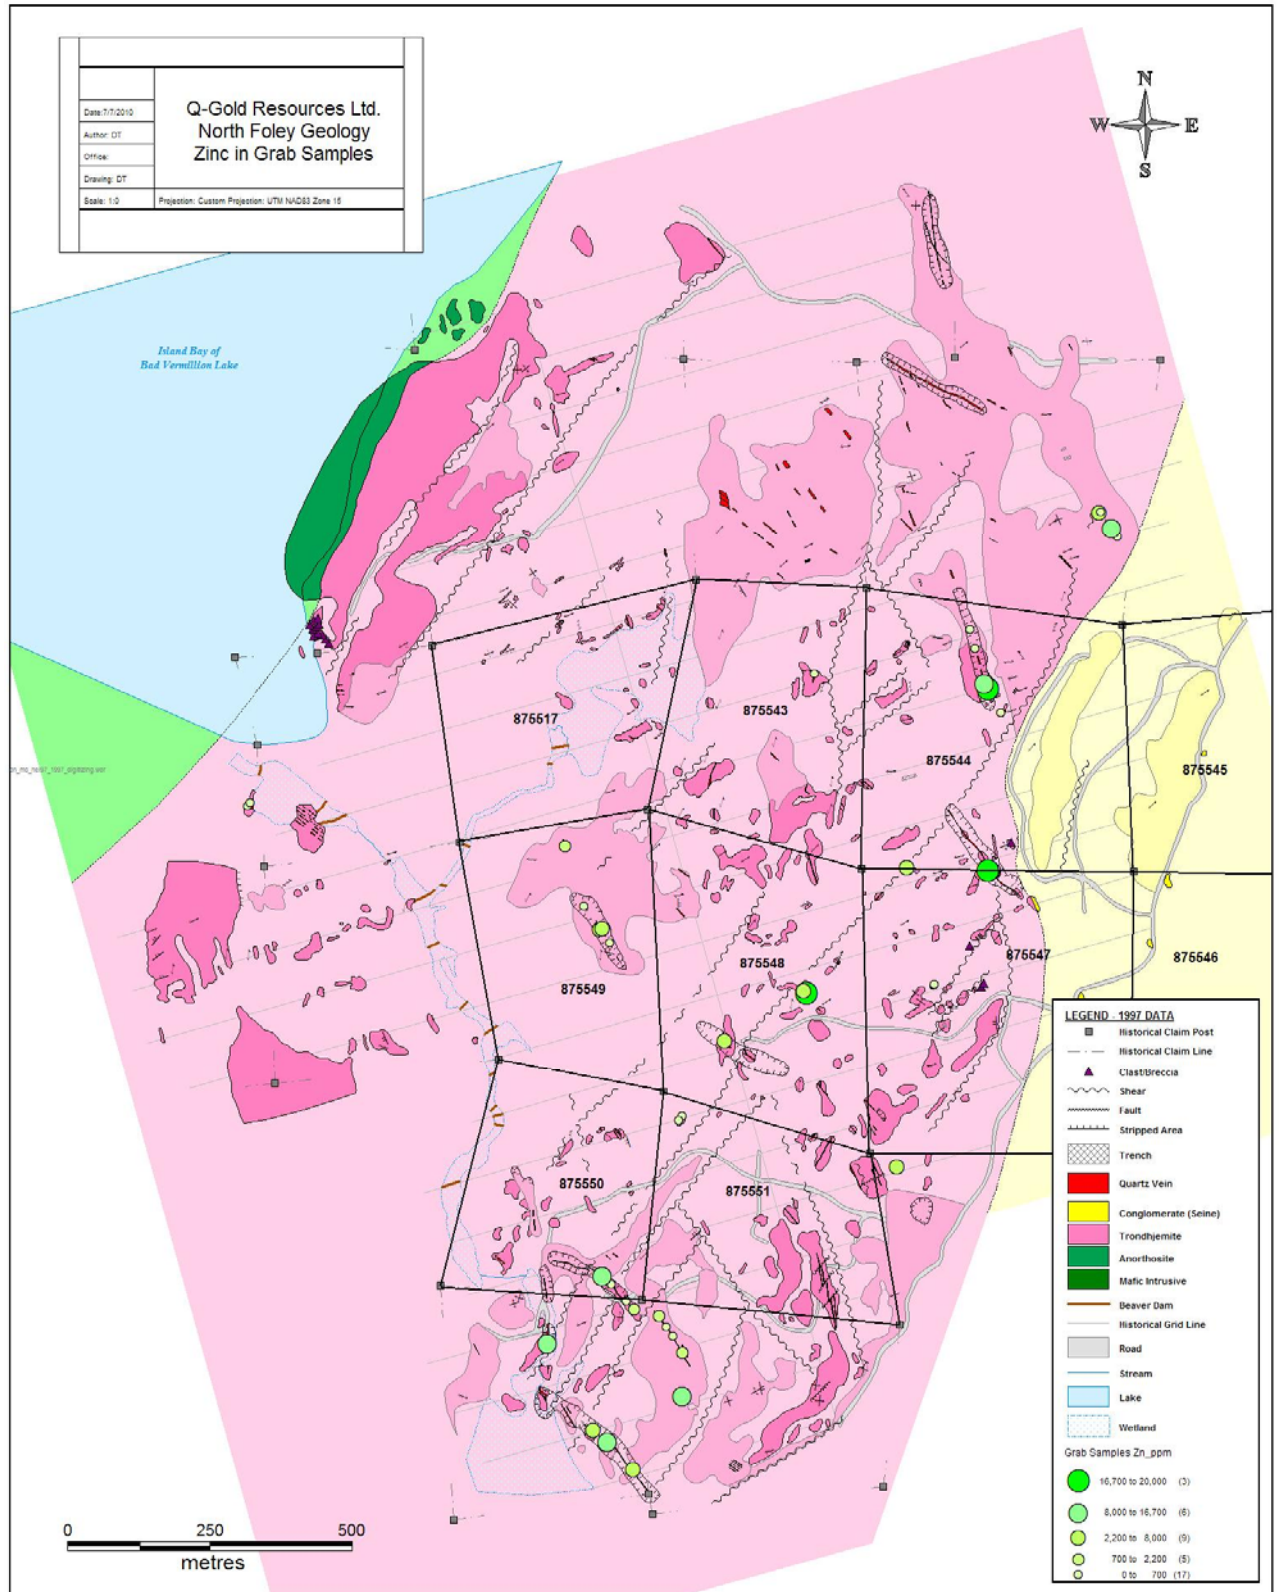 Q-Gold Resources Ltd.
North Foley Geology
Zinc in Grab Samples
Date:7/7/2010
Author: DT
Office:
Drawing: DT
Scale: 1:0
Projection: Custom Projection: UTM NAD83 Zone 15
N
W
E
S
Island Bay of
Bad Vermillion Lake
875517
875543
875544
875545
875549
875548
875547
875546
875550
875551
LEGEND - 1997 DATA
Historical Claim Post
Historical Claim Line
Clast/Breccia
Shear
Fault
Stripped Area
Trench
Quartz Vein
Conglomerate (Seine)
Trondhjemite
Anorthosite
Mafic Intrusive
Beaver Dam
Historical Grid Line
Road
Stream
Lake
Wetland
Grab Samples Zn_ppm
16,700 to 20,000 (3)
8,000 to 16,700 (6)
2,200 to 8,000 (9)
700 to 2,200 (5)
0 to 700 (17)
0 250 500
metres